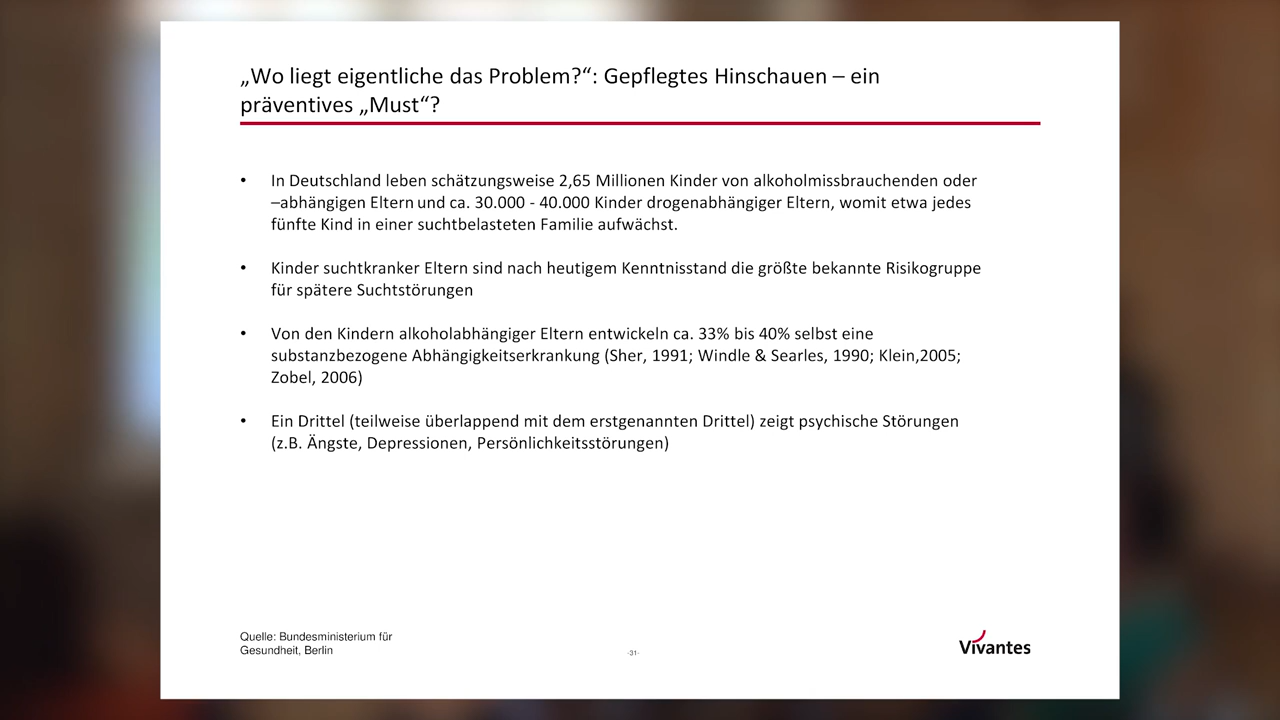 „Wo liegt eigentliche das Problem?“: Gepflegtes Hinschauen – ein
präventives „Must“?
• In Deutschland leben schätzungsweise 2,65 Millionen Kinder von alkoholmissbrauchenden oder
–abhängigen Eltern und ca. 30.000 - 40.000 Kinder drogenabhängiger Eltern, womit etwa jedes
fünfte Kind in einer suchtbelasteten Familie aufwächst.
• Kinder suchtkranker Eltern sind nach heutigem Kenntnisstand die größte bekannte Risikogruppe
für spätere Suchtstörungen
• Von den Kindern alkoholabhängiger Eltern entwickeln ca. 33% bis 40% selbst eine
substanzbezogene Abhängigkeitserkrankung (Sher, 1991; Windle & Searles, 1990; Klein,2005;
Zobel, 2006)
• Ein Drittel (teilweise überlappend mit dem erstgenannten Drittel) zeigt psychische Störungen
(z.B. Ängste, Depressionen, Persönlichkeitsstörungen)
Quelle: Bundesministerium für
Gesundheit, Berlin
-31-
Vivantes